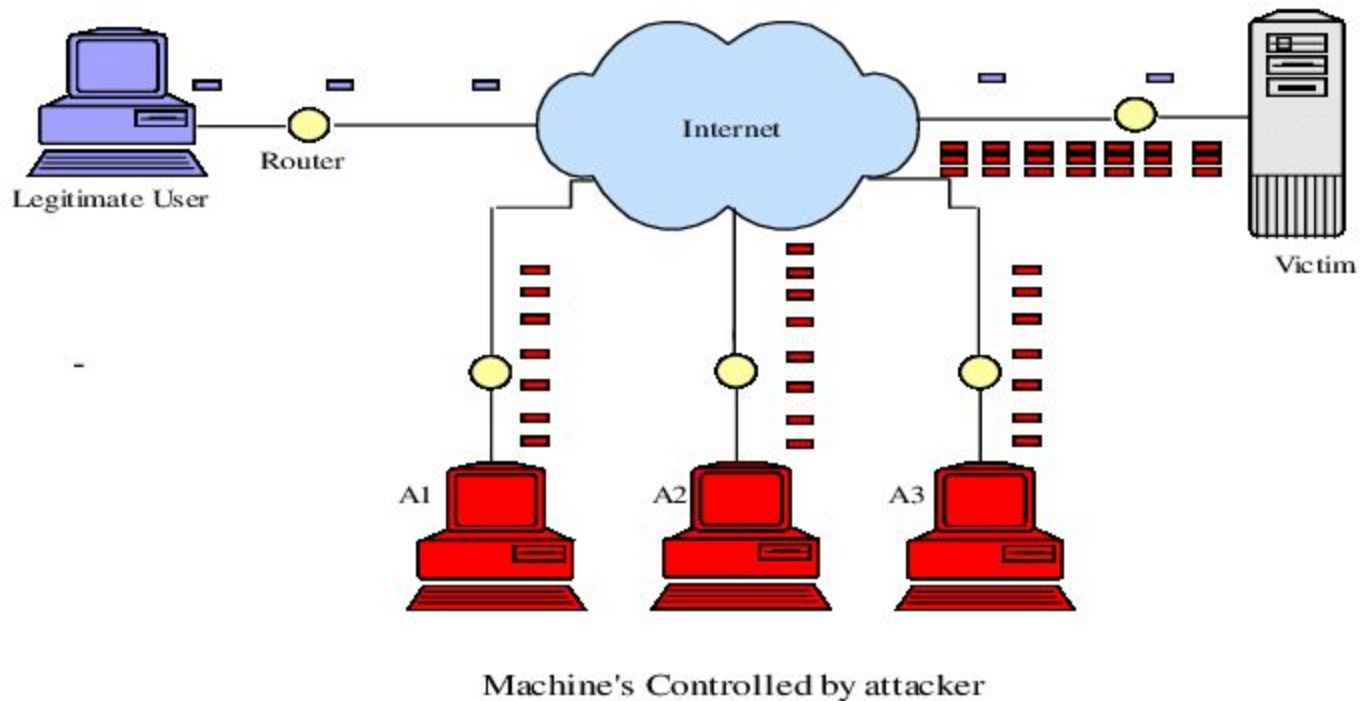 Internet
Router
Legitimate User
Victim
A1
A2
A3
-
Machine's Controlled by attacker